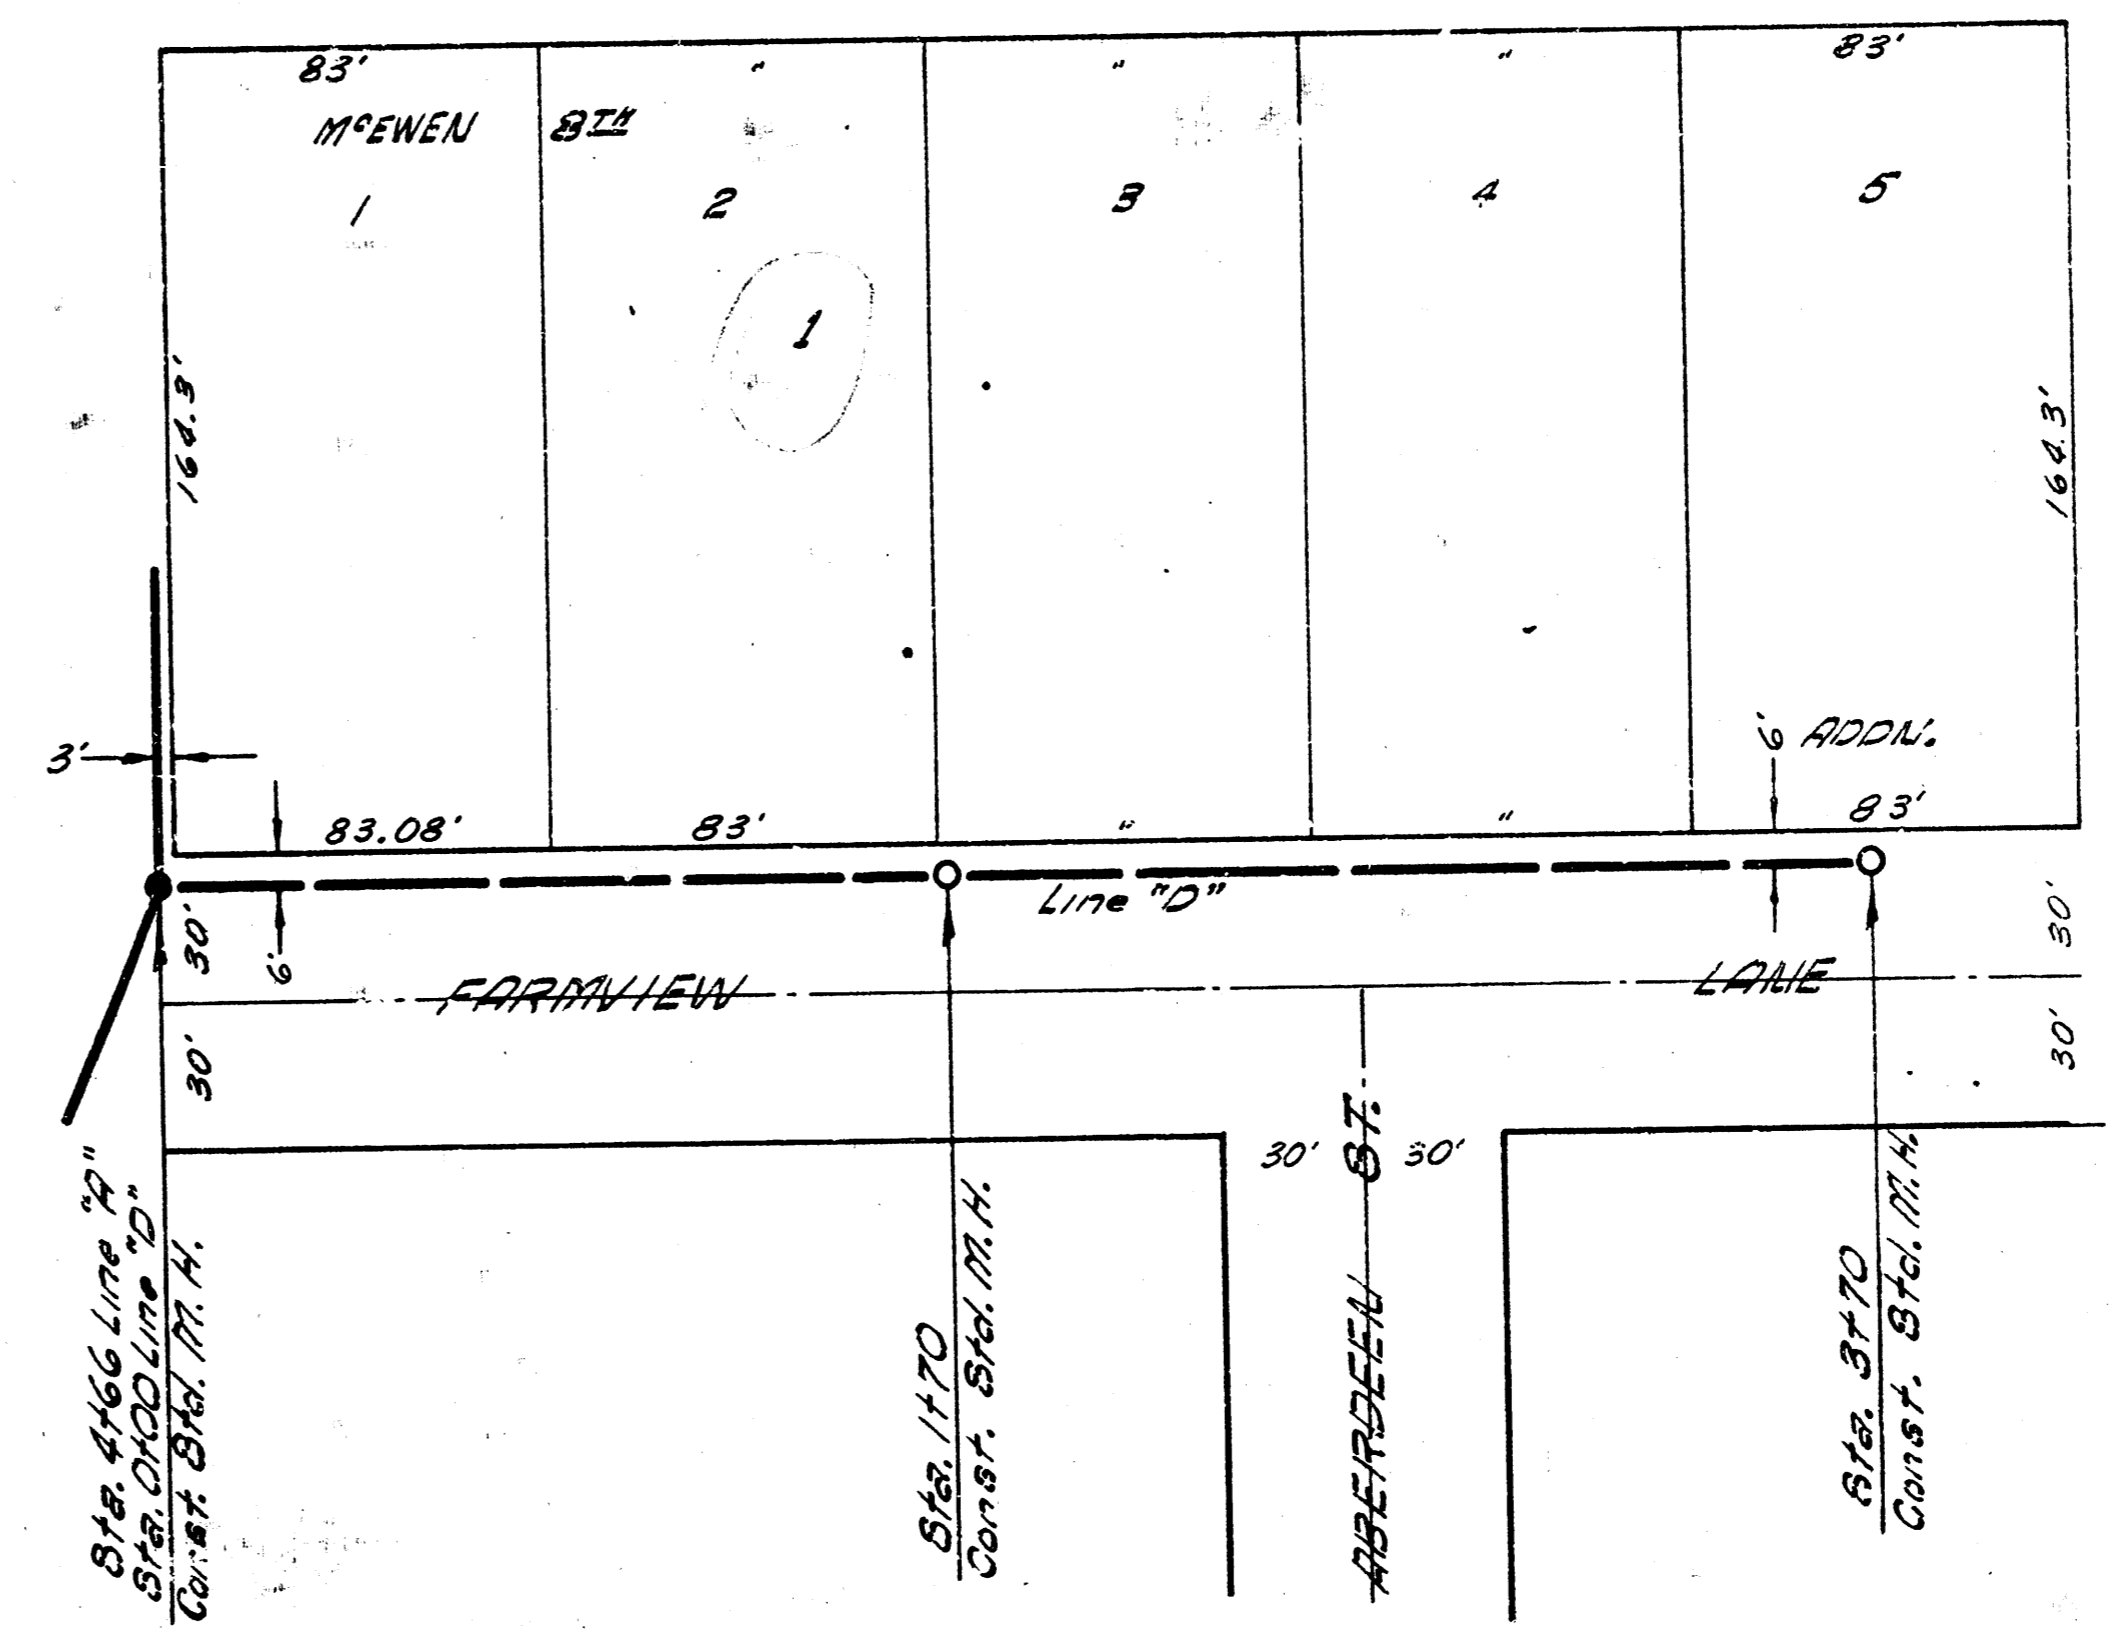 83' " " " 83'
McEWEN 8TH
1 2 3 4 5
1
164.3'
164.3'
3'
6' ADDN.
83.08' 83' " " 83'
Line "D"
30'
6'
30'
FARMVIEW LANE
30'
30'
30' ST. 30'
ABERDEEN
Sta. 4+66 Line "A"
Sta. 0+00 Line "D"
Const. Std. M.H.
Sta. 1+70
Const. Std. M.H.
Sta. 3+70
Const. Std. M.H.